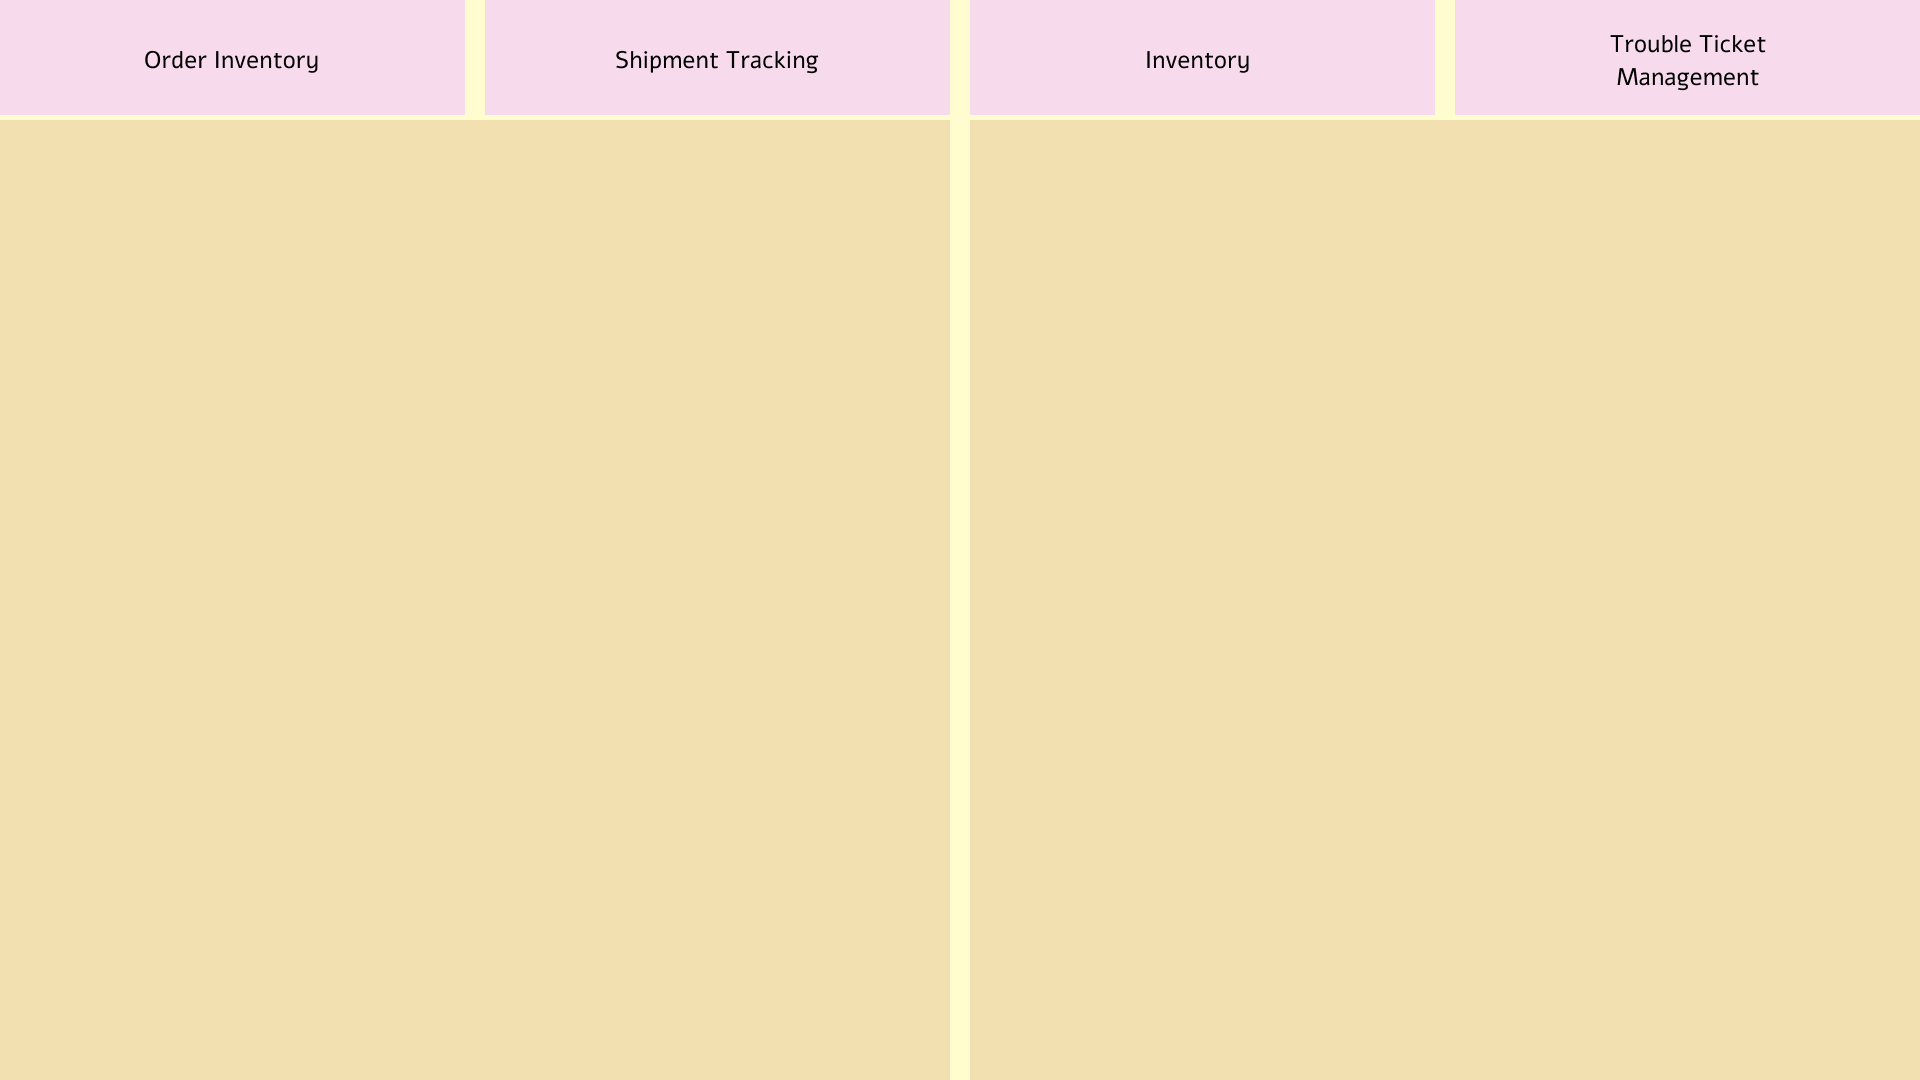 Order Inventory
Shipment Tracking
Inventory
Trouble Ticket
Management